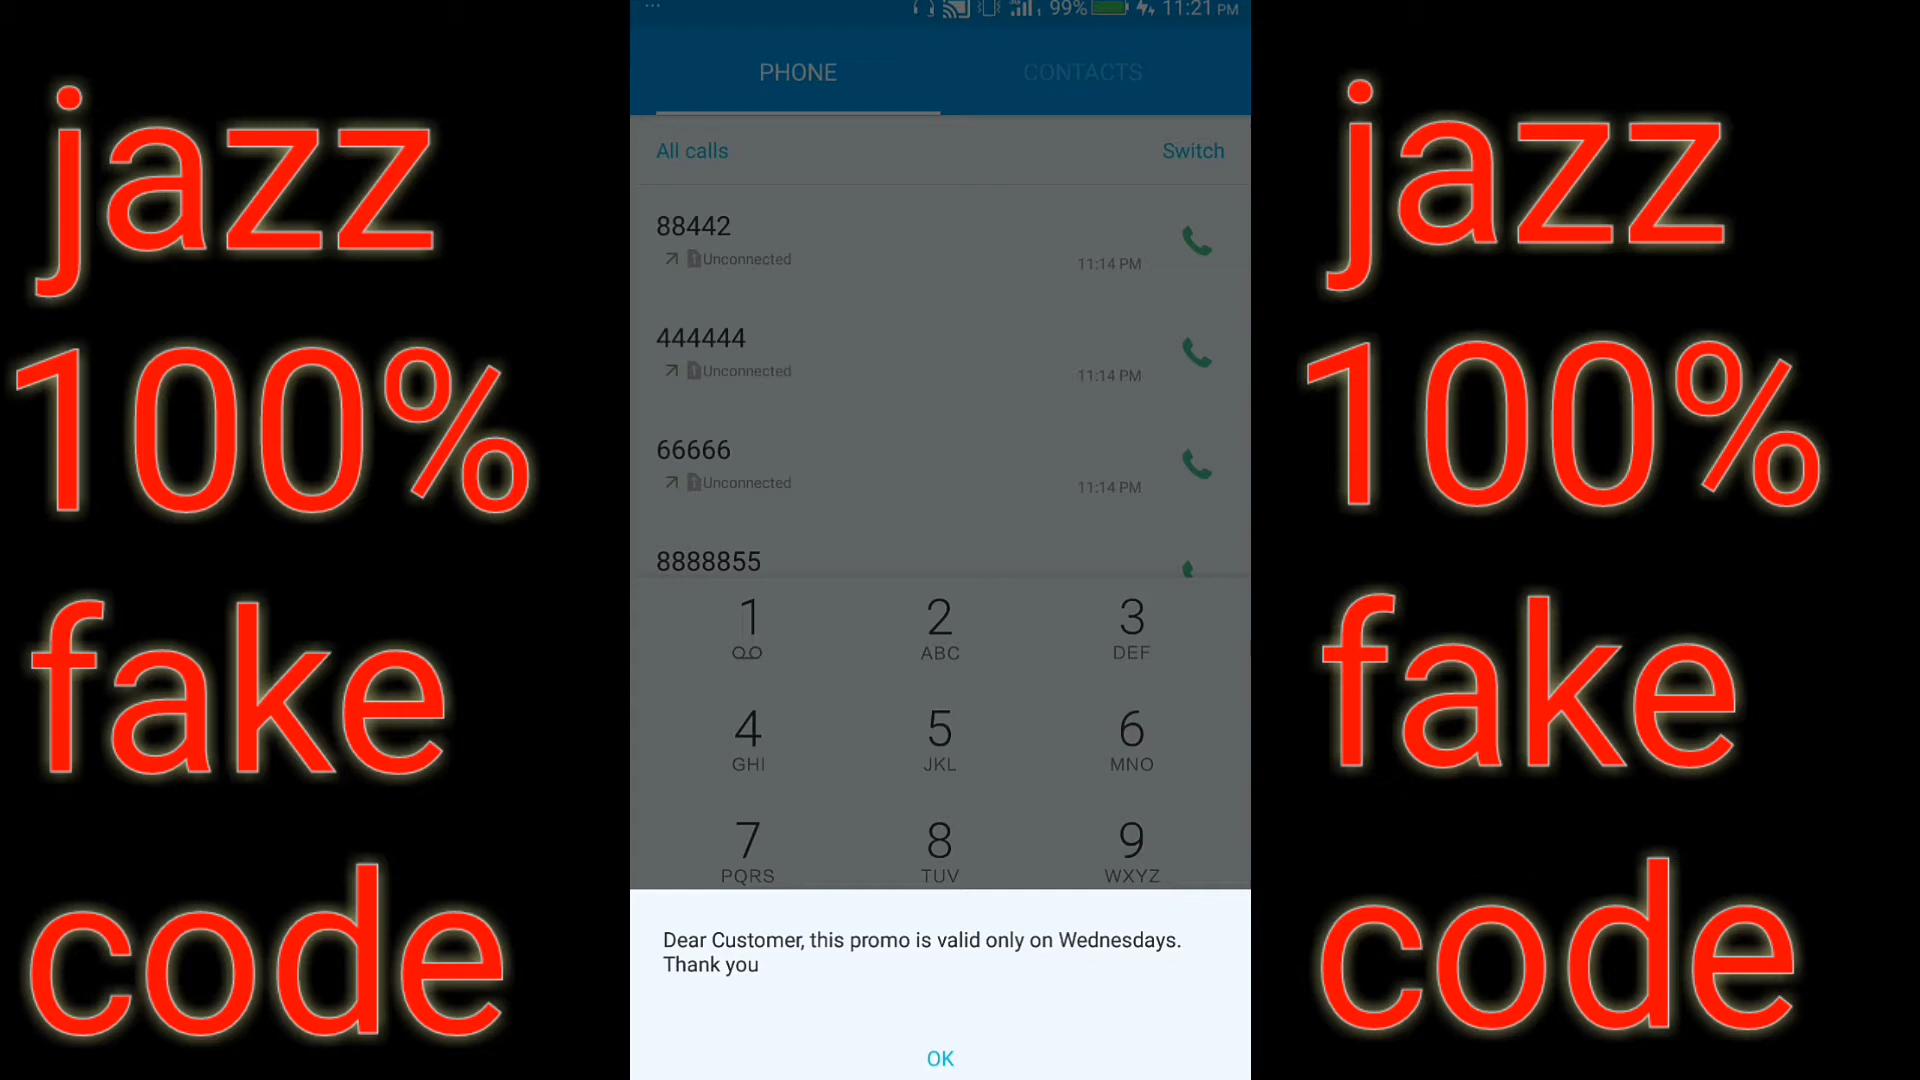 jazz
100%
fake
code
... 99% 11:21 PM
PHONE CONTACTS
All calls Switch
88442
1 Unconnected 11:14 PM
444444
1 Unconnected 11:14 PM
66666
1 Unconnected 11:14 PM
8888855
1 2 3
ABC DEF
4 5 6
GHI JKL MNO
7 8 9
PQRS TUV WXYZ
Dear Customer, this promo is valid only on Wednesdays.
Thank you
OK
jazz
100%
fake
code